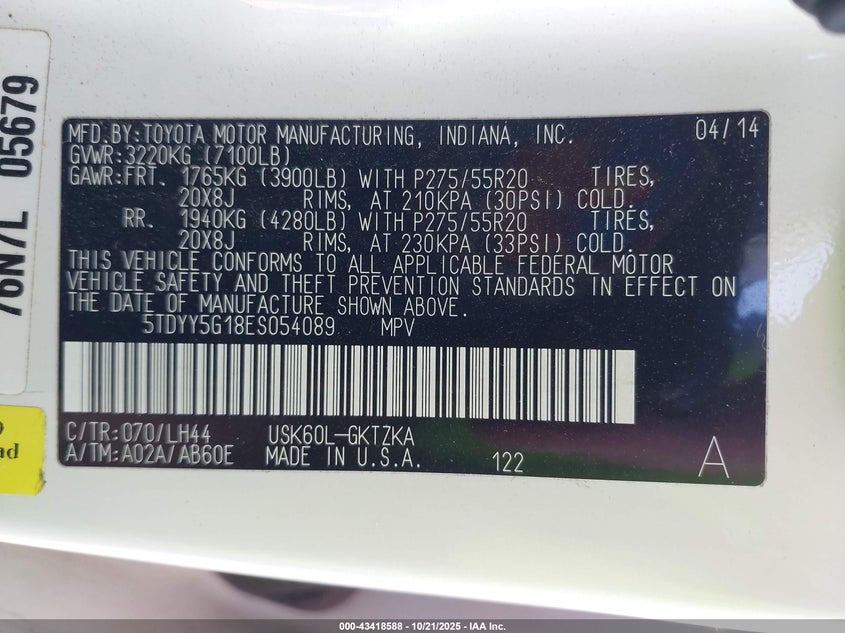 76N7L 05679
MFD.BY:TOYOTA MOTOR MANUFACTURING, INDIANA, INC. 04/14
GVWR:3220KG (7100LB)
GAWR:FRT. 1765KG (3900LB) WITH P275/55R20 TIRES,
20X8J RIMS, AT 210KPA (30PSI) COLD.
RR. 1940KG (4280LB) WITH P275/55R20 TIRES,
20X8J RIMS, AT 230KPA (33PSI) COLD.
THIS VEHICLE CONFORMS TO ALL APPLICABLE FEDERAL MOTOR
VEHICLE SAFETY AND THEFT PREVENTION STANDARDS IN EFFECT ON
THE DATE OF MANUFACTURE SHOWN ABOVE.
5TDYY5G18ES054089 MPV
C/TR:070/LH44 USK60L-GKTZKA
A/TM:A02A/AB60E MADE IN U.S.A. 122 A
000-43418588 - 10/21/2025 - IAA Inc.